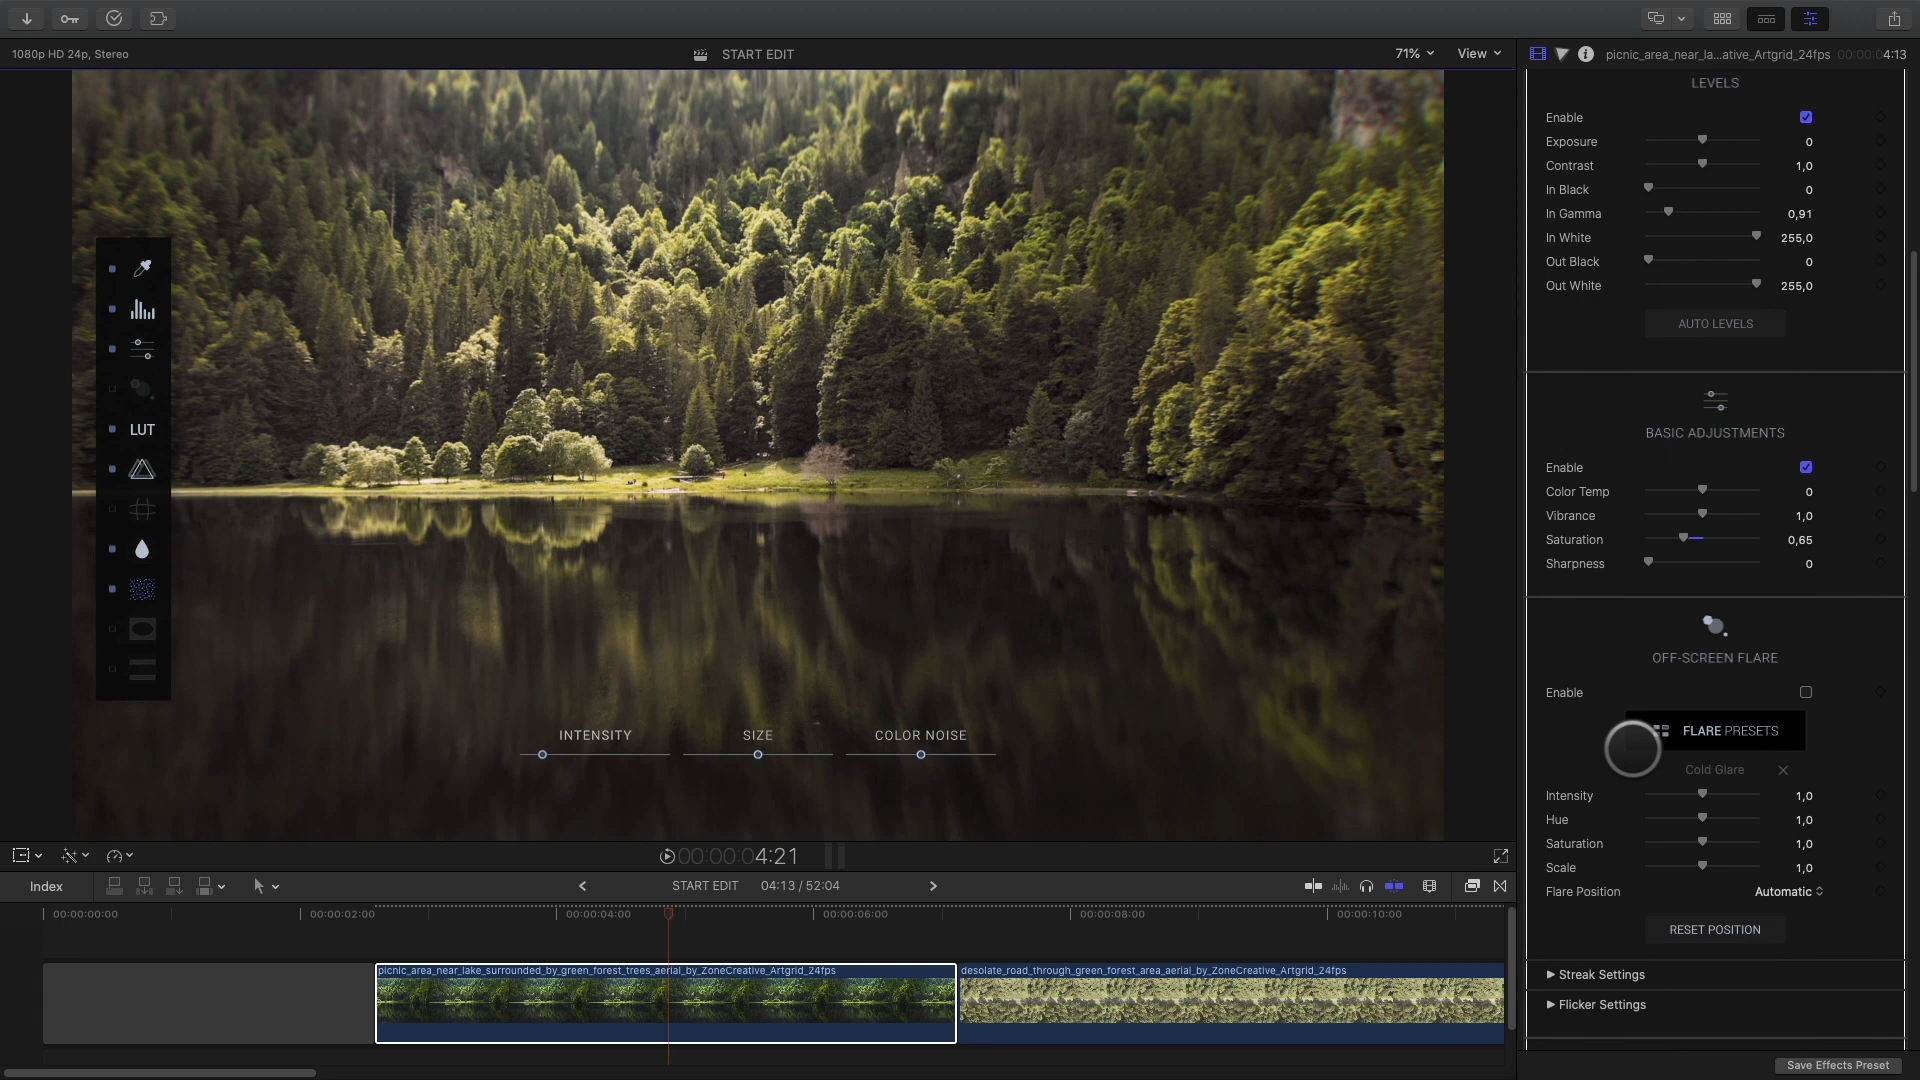 1080p HD 24p, Stereo
START EDIT
71%
View
picnic_area_near_la...ative_Artgrid_24fps
00:00:04:13
LEVELS
Enable
Exposure 0
Contrast 1,0
In Black 0
In Gamma 0,91
In White 255,0
Out Black 0
Out White 255,0
AUTO LEVELS
BASIC ADJUSTMENTS
Enable
Color Temp 0
Vibrance 1,0
Saturation 0,65
Sharpness 0
OFF-SCREEN FLARE
Enable
FLARE PRESETS
Cold Glare
Intensity 1,0
Hue 1,0
Saturation 1,0
Scale 1,0
Flare Position Automatic
RESET POSITION
Streak Settings
Flicker Settings
Save Effects Preset
LUT
INTENSITY SIZE COLOR NOISE
00:00:04:21
Index
START EDIT 04:13 / 52:04
00:00:00:00 00:00:02:00 00:00:04:00 00:00:06:00 00:00:08:00 00:00:10:00
picnic_area_near_lake_surrounded_by_green_forest_trees_aerial_by_ZoneCreative_Artgrid_24fps
desolate_road_through_green_forest_area_aerial_by_ZoneCreative_Artgrid_24fps